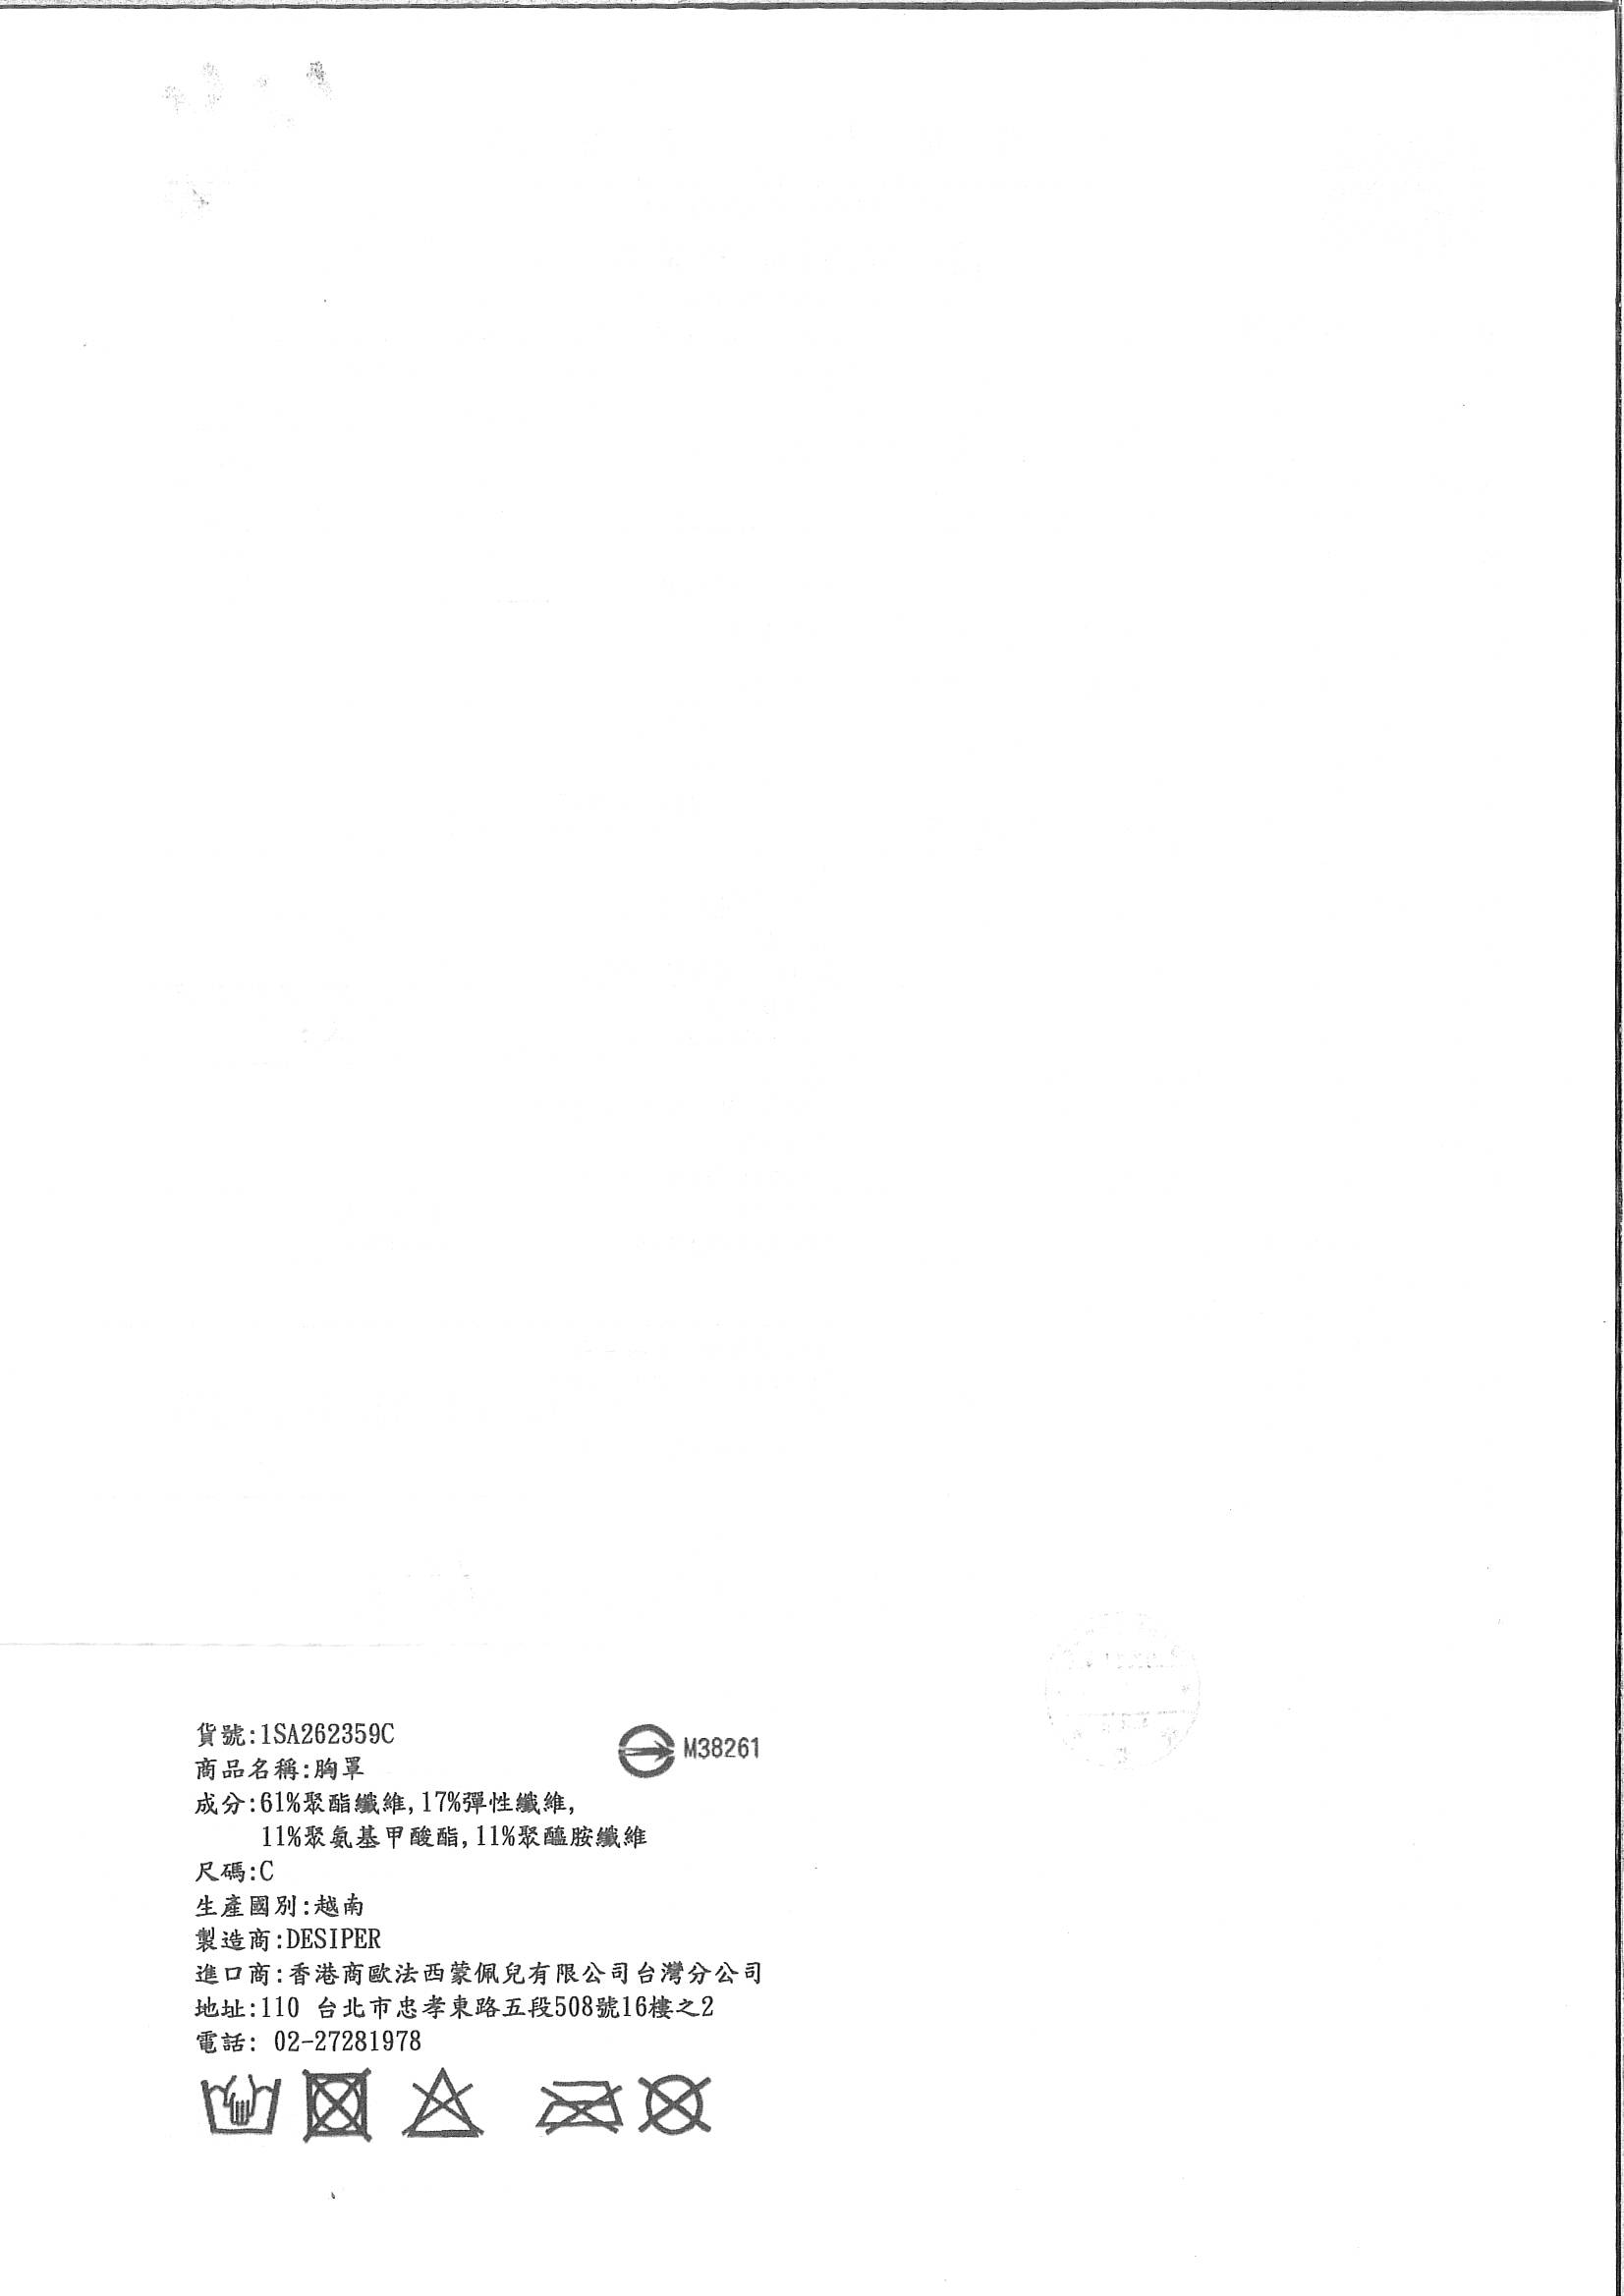 貨號:1SA262359C
M38261
商品名稱:胸罩
成分:61%聚酯纖維,17%彈性纖維,
11%聚氨基甲酸酯,11%聚醯胺纖維
尺碼:C
生產國別:越南
製造商:DESIPER
進口商:香港商歐法西蒙佩兒有限公司台灣分公司
地址:110 台北市忠孝東路五段508號16樓之2
電話: 02-27281978